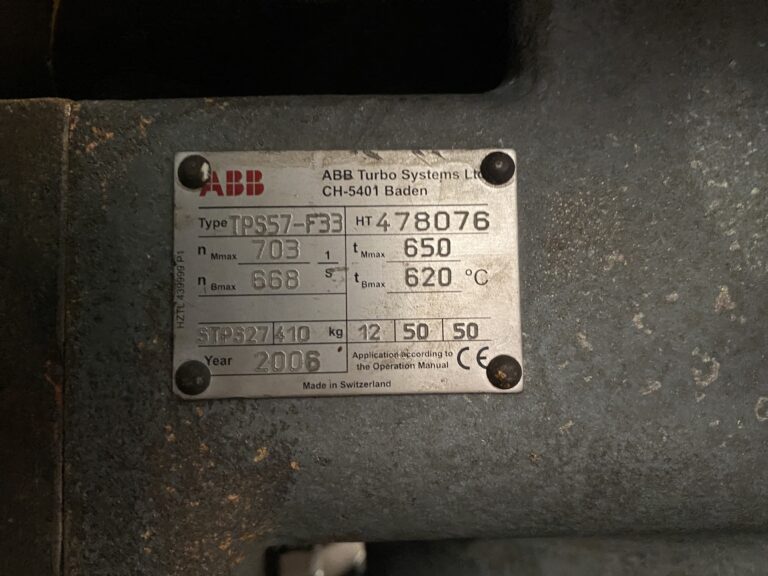 ABB
ABB Turbo Systems Ltd
CH-5401 Baden
Type TPS57-F33 HT 478076
n Mmax 703 1/s t Mmax 650
n Bmax 668 t Bmax 620 °C
HZTL 439999 P1
STPS27 410 kg 12 50 50
Year 2006 Application according to
the Operation Manual CE
Made in Switzerland